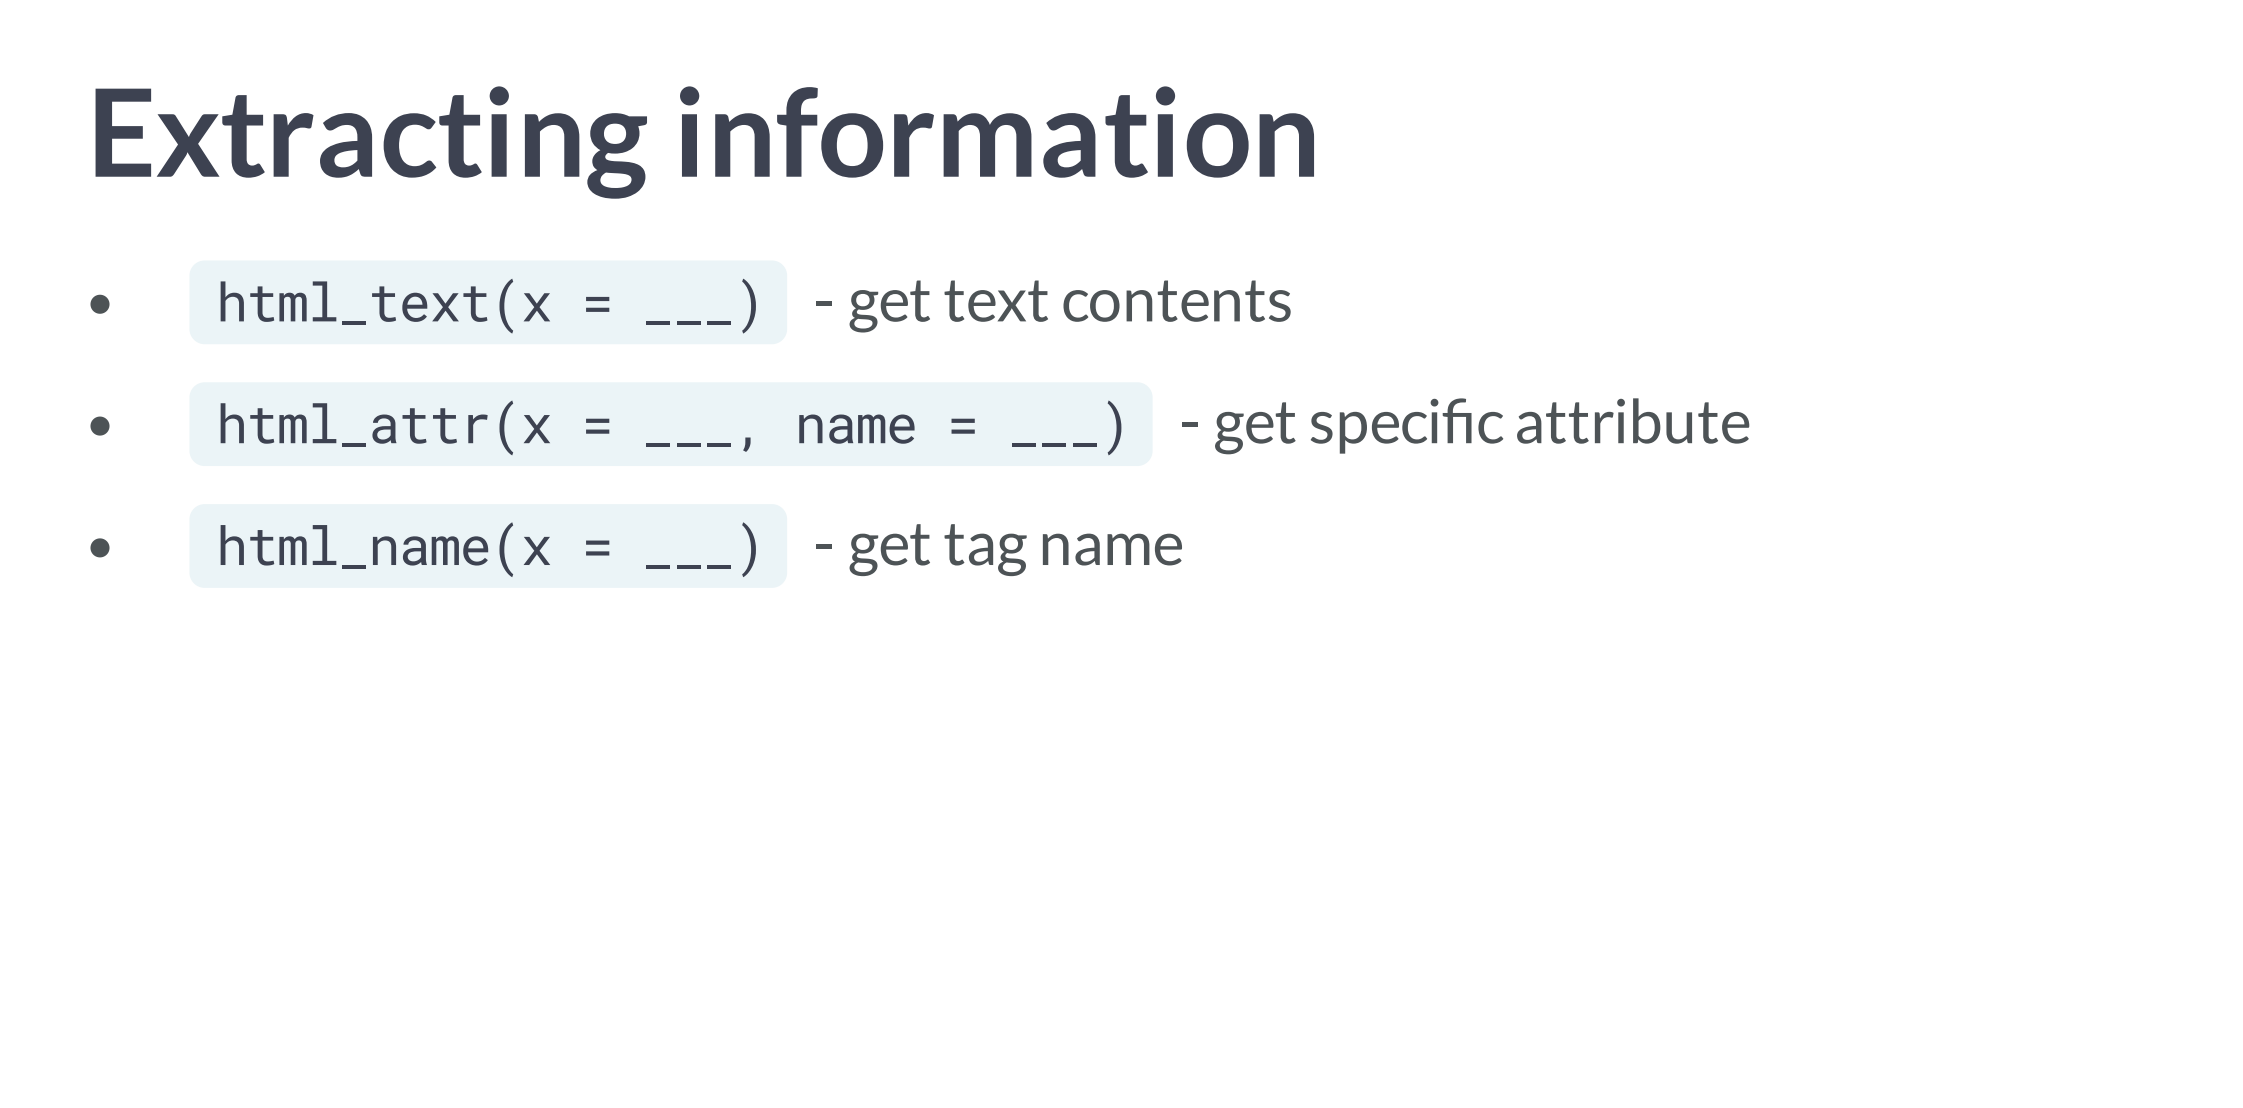 Extracting information
• html_text(x = ___) - get text contents
• html_attr(x = ___, name = ___) - get specific attribute
• html_name(x = ___) - get tag name